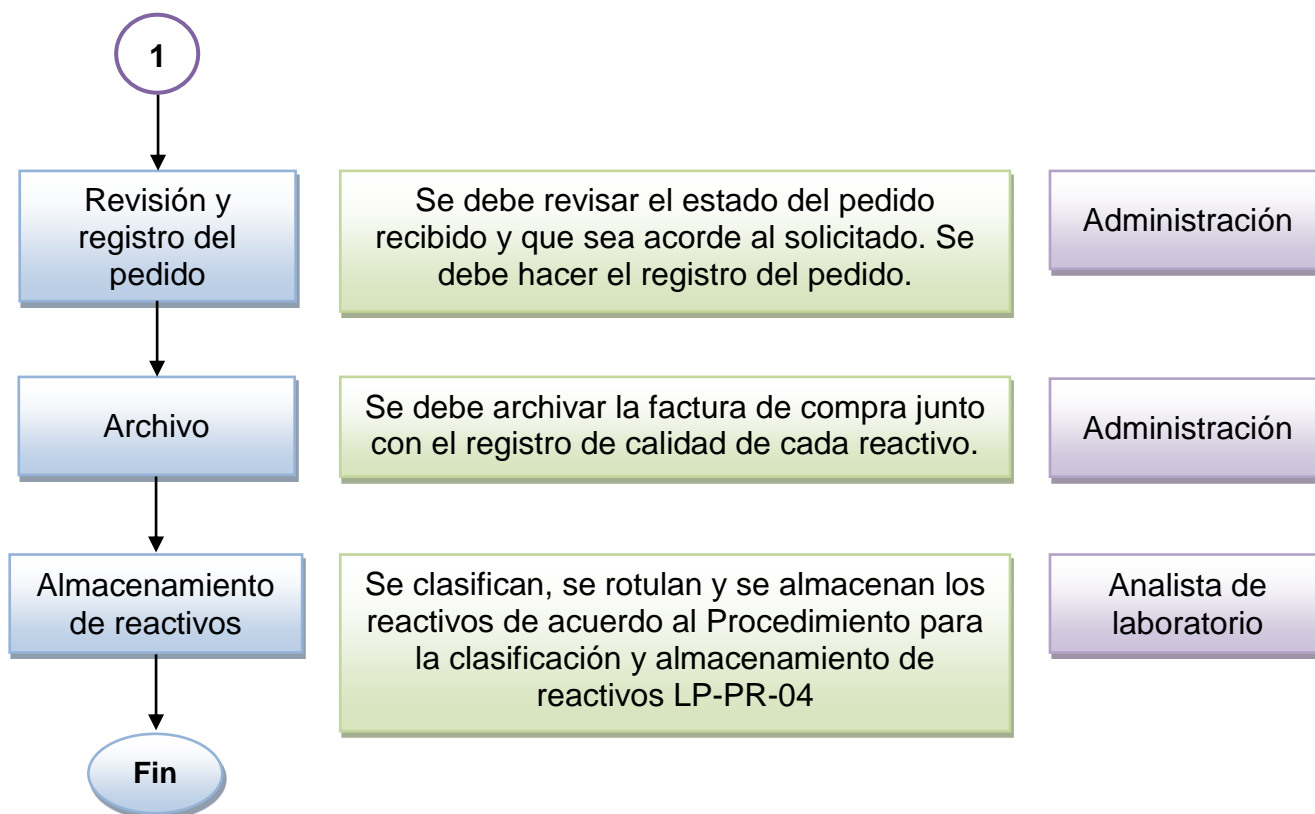 1
Revisión y
registro del
pedido
Se debe revisar el estado del pedido
recibido y que sea acorde al solicitado. Se
debe hacer el registro del pedido.
Administración
Archivo
Se debe archivar la factura de compra junto
con el registro de calidad de cada reactivo.
Administración
Almacenamiento
de reactivos
Se clasifican, se rotulan y se almacenan los
reactivos de acuerdo al Procedimiento para
la clasificación y almacenamiento de
reactivos LP-PR-04
Analista de
laboratorio
Fin